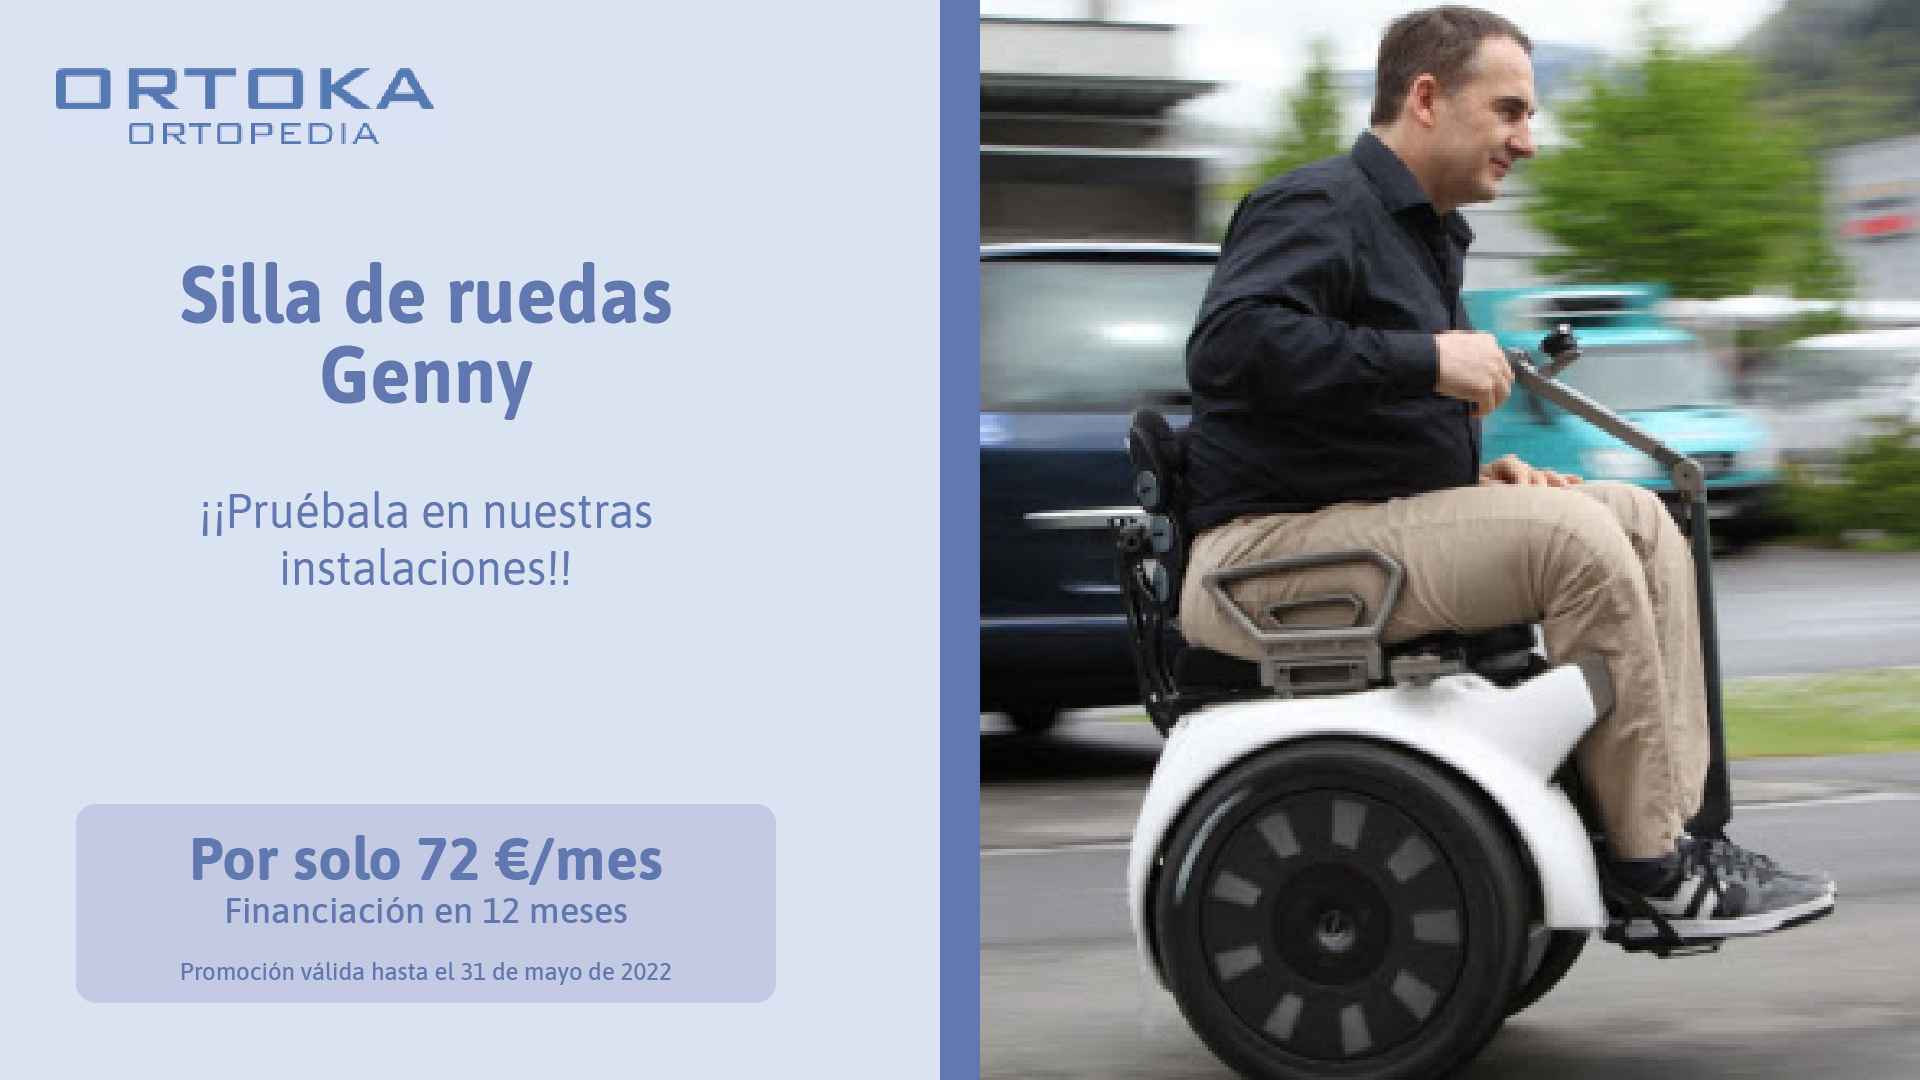 ORTOKA
ORTOPEDIA
Silla de ruedas
Genny
¡¡Pruébala en nuestras
instalaciones!!
Por solo 72 €/mes
Financiación en 12 meses
Promoción válida hasta el 31 de mayo de 2022